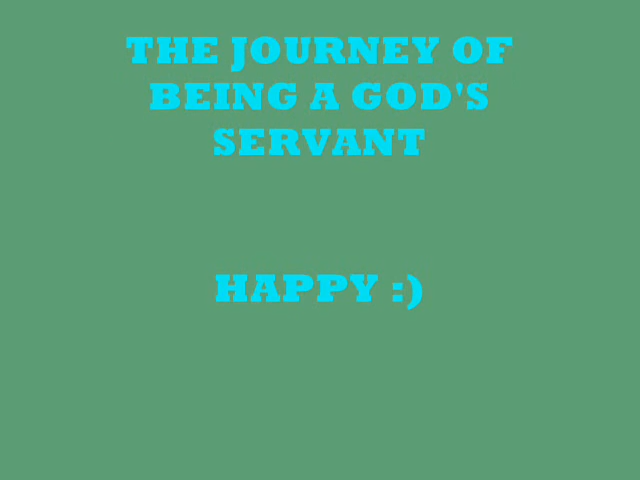 THE JOURNEY OF
BEING A GOD'S
SERVANT
HAPPY :)